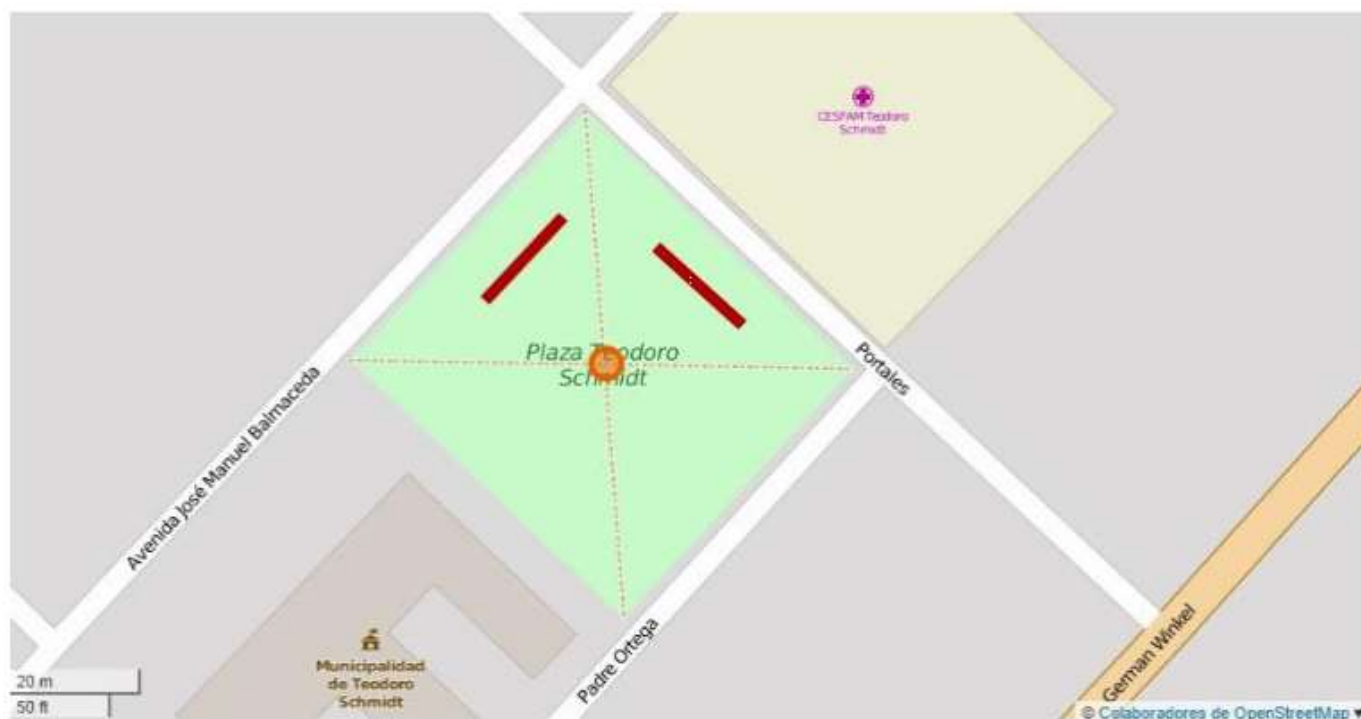 CESFAM Teodoro
Schmidt
Plaza Teodoro
Schmidt
Portales
Avenida José Manuel Balmaceda
Padre Ortega
German Winkel
Municipalidad
de Teodoro
Schmidt
20 m
50 ft
© Colaboradores de OpenStreetMap